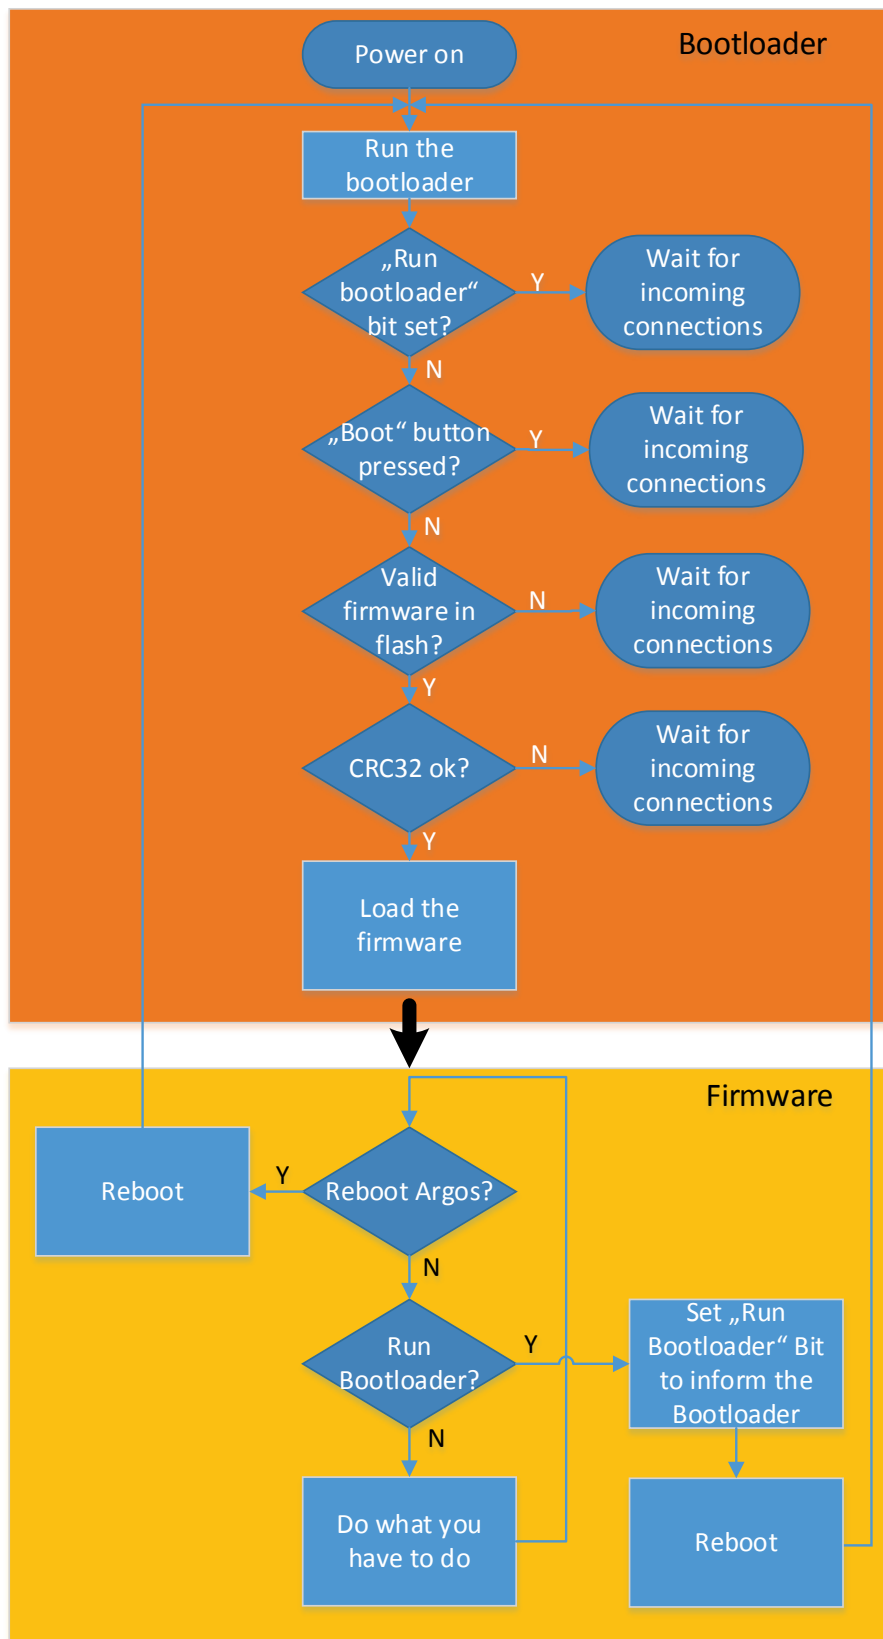 Bootloader
Power on
Run the
bootloader
„Run
bootloader“
bit set?
Y
Wait for
incoming
connections
N
„Boot“ button
pressed?
Y
Wait for
incoming
connections
N
Valid
firmware in
flash?
N
Wait for
incoming
connections
Y
CRC32 ok?
N
Wait for
incoming
connections
Y
Load the
firmware
Firmware
Reboot
Y
Reboot Argos?
N
Run
Bootloader?
Y
Set „Run
Bootloader“ Bit
to inform the
Bootloader
N
Do what you
have to do
Reboot